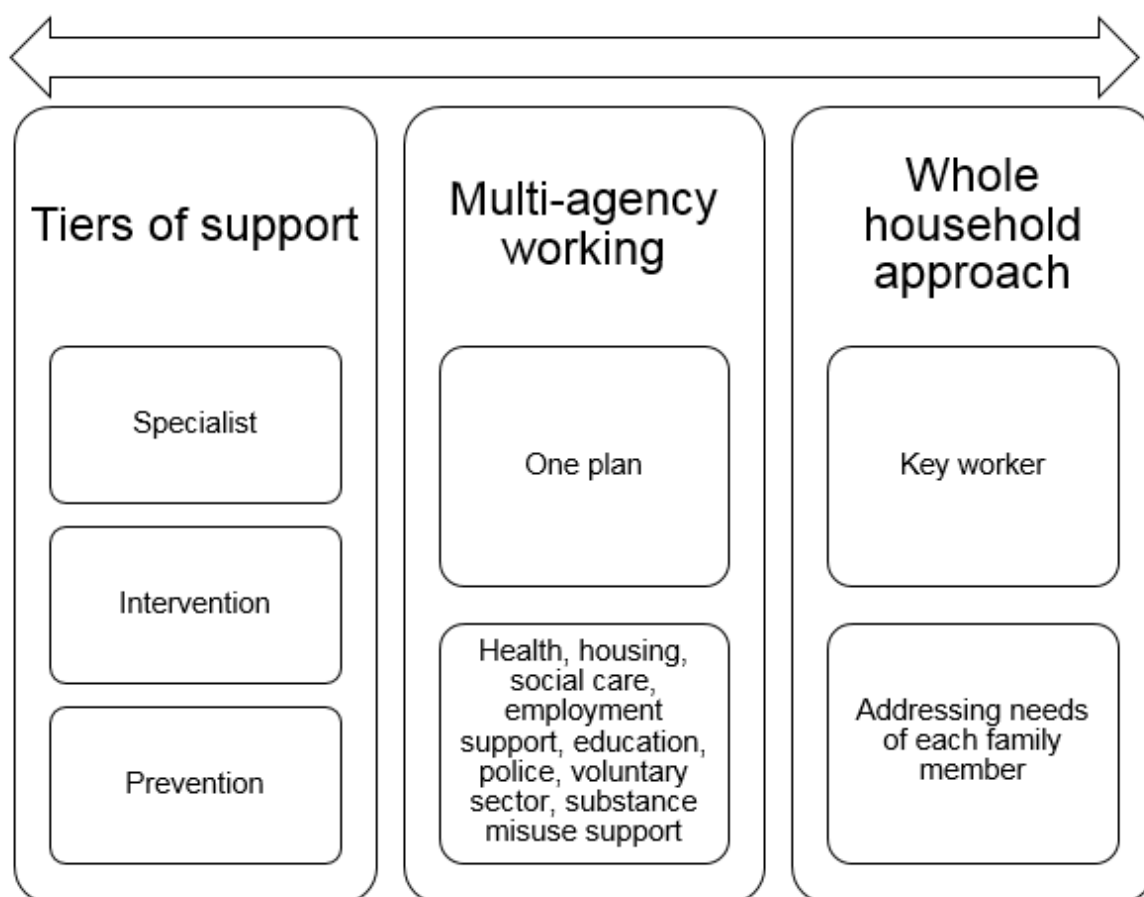 Tiers of support
Specialist
Intervention
Prevention
Multi-agency
working
One plan
Health, housing,
social care,
employment
support, education,
police, voluntary
sector, substance
misuse support
Whole
household
approach
Key worker
Addressing needs
of each family
member